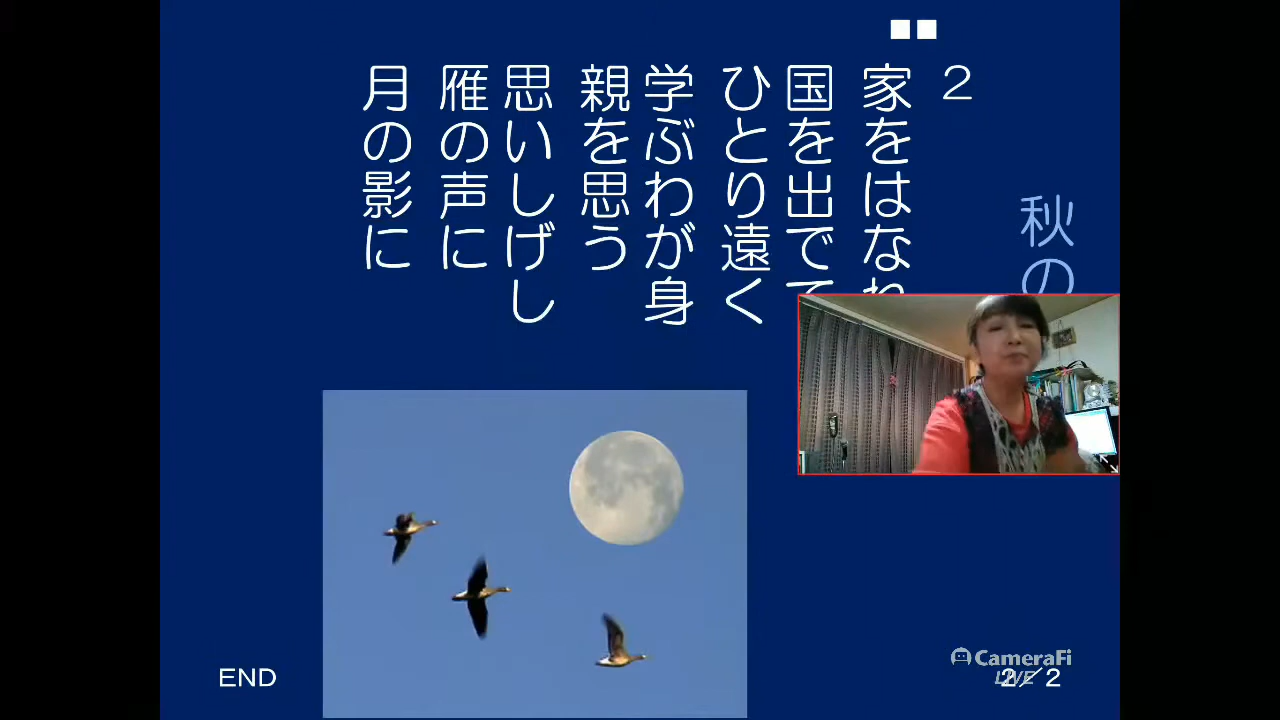 秋の
2
家をはなれ
国を出でて
ひとり遠く
学ぶわが身
親を思う
思いしげし
雁の声に
月の影に
END
CameraFi
LIVE
2/2